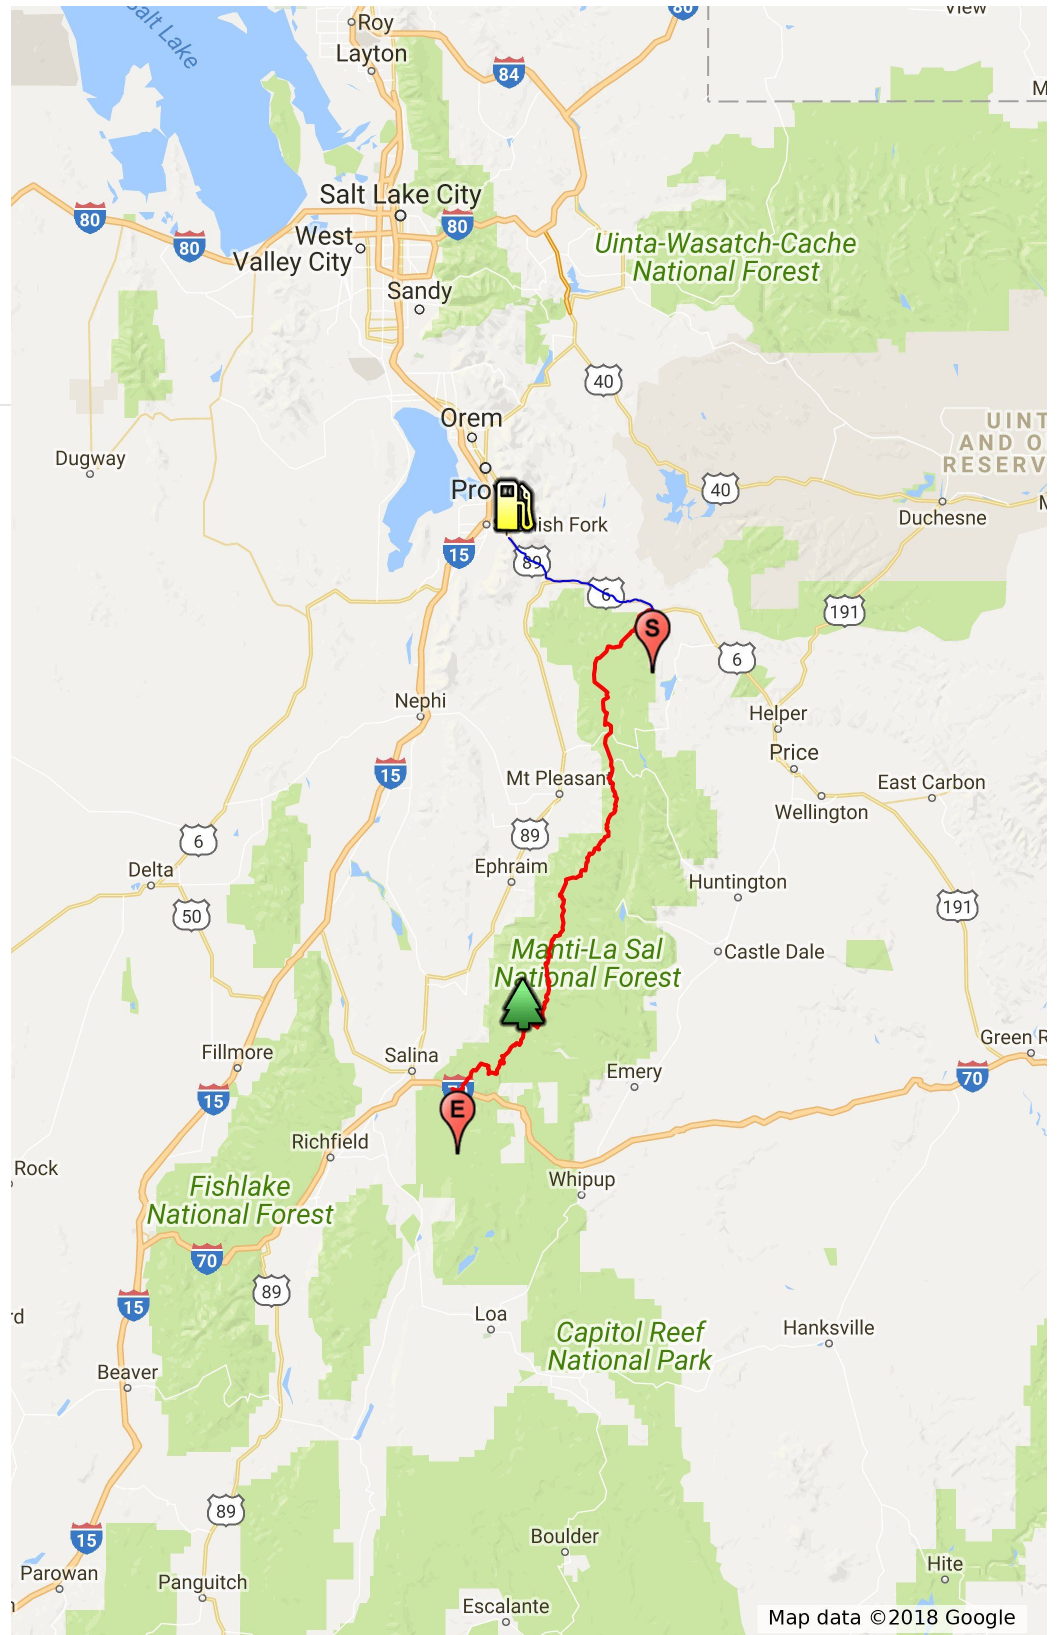 80
View
Salt Lake
Roy
Layton
84
M
Salt Lake City
80
80
80
West
Valley City
Uinta-Wasatch-Cache
National Forest
Sandy
40
Orem
UINT
AND O
RESERV
Dugway
40
Pro
Duchesne
M
ish Fork
15
89
6
191
S
6
Nephi
Helper
Price
15
Mt Pleasant
East Carbon
Wellington
6
89
Delta
Ephraim
Huntington
50
191
Manti-La Sal
National Forest
Castle Dale
Fillmore
Salina
Green R
Emery
70
15
E
Richfield
Rock
Whipup
Fishlake
National Forest
70
89
15
rd
Loa
Capitol Reef
National Park
Hanksville
Beaver
89
15
Boulder
Hite
Parowan
Panguitch
Escalante
Map data ©2018 Google